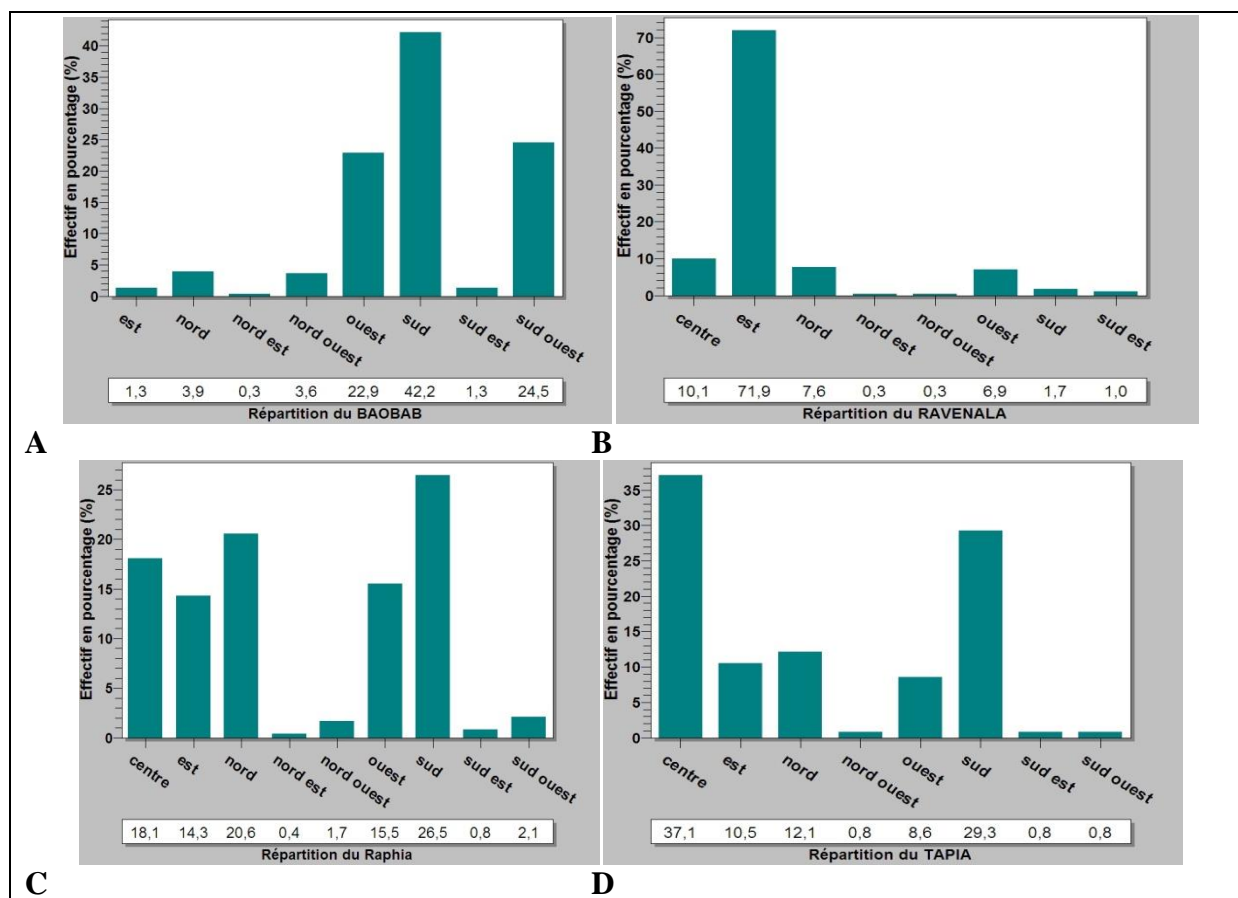 Effectif en pourcentage (%)
40
35
30
25
20
15
10
5
0
est
nord
nord est
nord ouest
ouest
sud
sud est
sud ouest
1,3 3,9 0,3 3,6 22,9 42,2 1,3 24,5
Répartition du BAOBAB
A
Effectif en pourcentage (%)
70
60
50
40
30
20
10
0
centre
est
nord
nord est
nord ouest
ouest
sud
sud est
10,1 71,9 7,6 0,3 0,3 6,9 1,7 1,0
Répartition du RAVENALA
B
Effectif en pourcentage (%)
25
20
15
10
5
0
centre
est
nord
nord est
nord ouest
ouest
sud
sud est
sud ouest
18,1 14,3 20,6 0,4 1,7 15,5 26,5 0,8 2,1
Répartition du Raphia
C
Effectif en pourcentage (%)
35
30
25
20
15
10
5
0
centre
est
nord
nord ouest
ouest
sud
sud est
sud ouest
37,1 10,5 12,1 0,8 8,6 29,3 0,8 0,8
Répartition du TAPIA
D